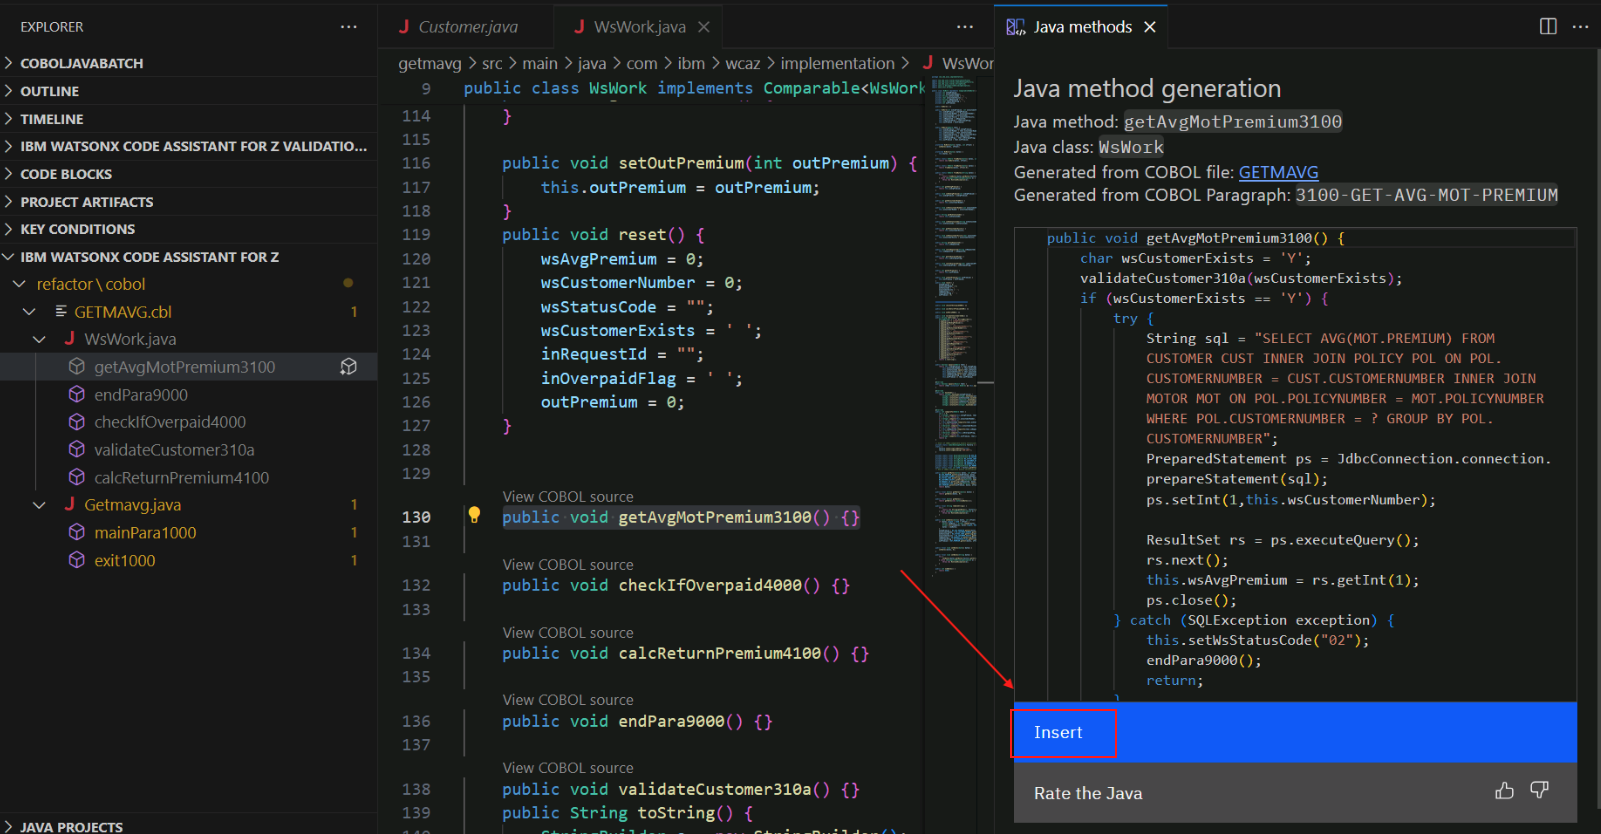 EXPLORER
COBOLJAVABATCH
OUTLINE
TIMELINE
IBM WATSONX CODE ASSISTANT FOR Z VALIDATIO...
CODE BLOCKS
PROJECT ARTIFACTS
KEY CONDITIONS
IBM WATSONX CODE ASSISTANT FOR Z
refactor \ cobol
GETMAVG.cbl 1
WsWork.java
getAvgMotPremium3100
endPara9000
checkIfOverpaid4000
validateCustomer310a
calcReturnPremium4100
Getmavg.java 1
mainPara1000 1
exit1000 1
JAVA PROJECTS
J Customer.java
J WsWork.java
getmavg > src > main > java > com > ibm > wcaz > implementation > J WsWor
9 public class WsWork implements Comparable<WsWork
114 }
115
116 public void setOutPremium(int outPremium) {
117 this.outPremium = outPremium;
118 }
119 public void reset() {
120 wsAvgPremium = 0;
121 wsCustomerNumber = 0;
122 wsStatusCode = "";
123 wsCustomerExists = ' ';
124 inRequestId = "";
125 inOverpaidFlag = ' ';
126 outPremium = 0;
127 }
128
129
View COBOL source
130 public void getAvgMotPremium3100() {}
131
View COBOL source
132 public void checkIfOverpaid4000() {}
133
View COBOL source
134 public void calcReturnPremium4100() {}
135
View COBOL source
136 public void endPara9000() {}
137
View COBOL source
138 public void validateCustomer310a() {}
139 public String toString() {
Java methods
Java method generation
Java method: getAvgMotPremium3100
Java class: WsWork
Generated from COBOL file: GETMAVG
Generated from COBOL Paragraph: 3100-GET-AVG-MOT-PREMIUM
public void getAvgMotPremium3100() {
char wsCustomerExists = 'Y';
validateCustomer310a(wsCustomerExists);
if (wsCustomerExists == 'Y') {
try {
String sql = "SELECT AVG(MOT.PREMIUM) FROM
CUSTOMER CUST INNER JOIN POLICY POL ON POL.
CUSTOMERNUMBER = CUST.CUSTOMERNUMBER INNER JOIN
MOTOR MOT ON POL.POLICYNUMBER = MOT.POLICYNUMBER
WHERE POL.CUSTOMERNUMBER = ? GROUP BY POL.
CUSTOMERNUMBER";
PreparedStatement ps = JdbcConnection.connection.
prepareStatement(sql);
ps.setInt(1,this.wsCustomerNumber);
ResultSet rs = ps.executeQuery();
rs.next();
this.wsAvgPremium = rs.getInt(1);
ps.close();
} catch (SQLException exception) {
this.setWsStatusCode("02");
endPara9000();
return;
Insert
Rate the Java